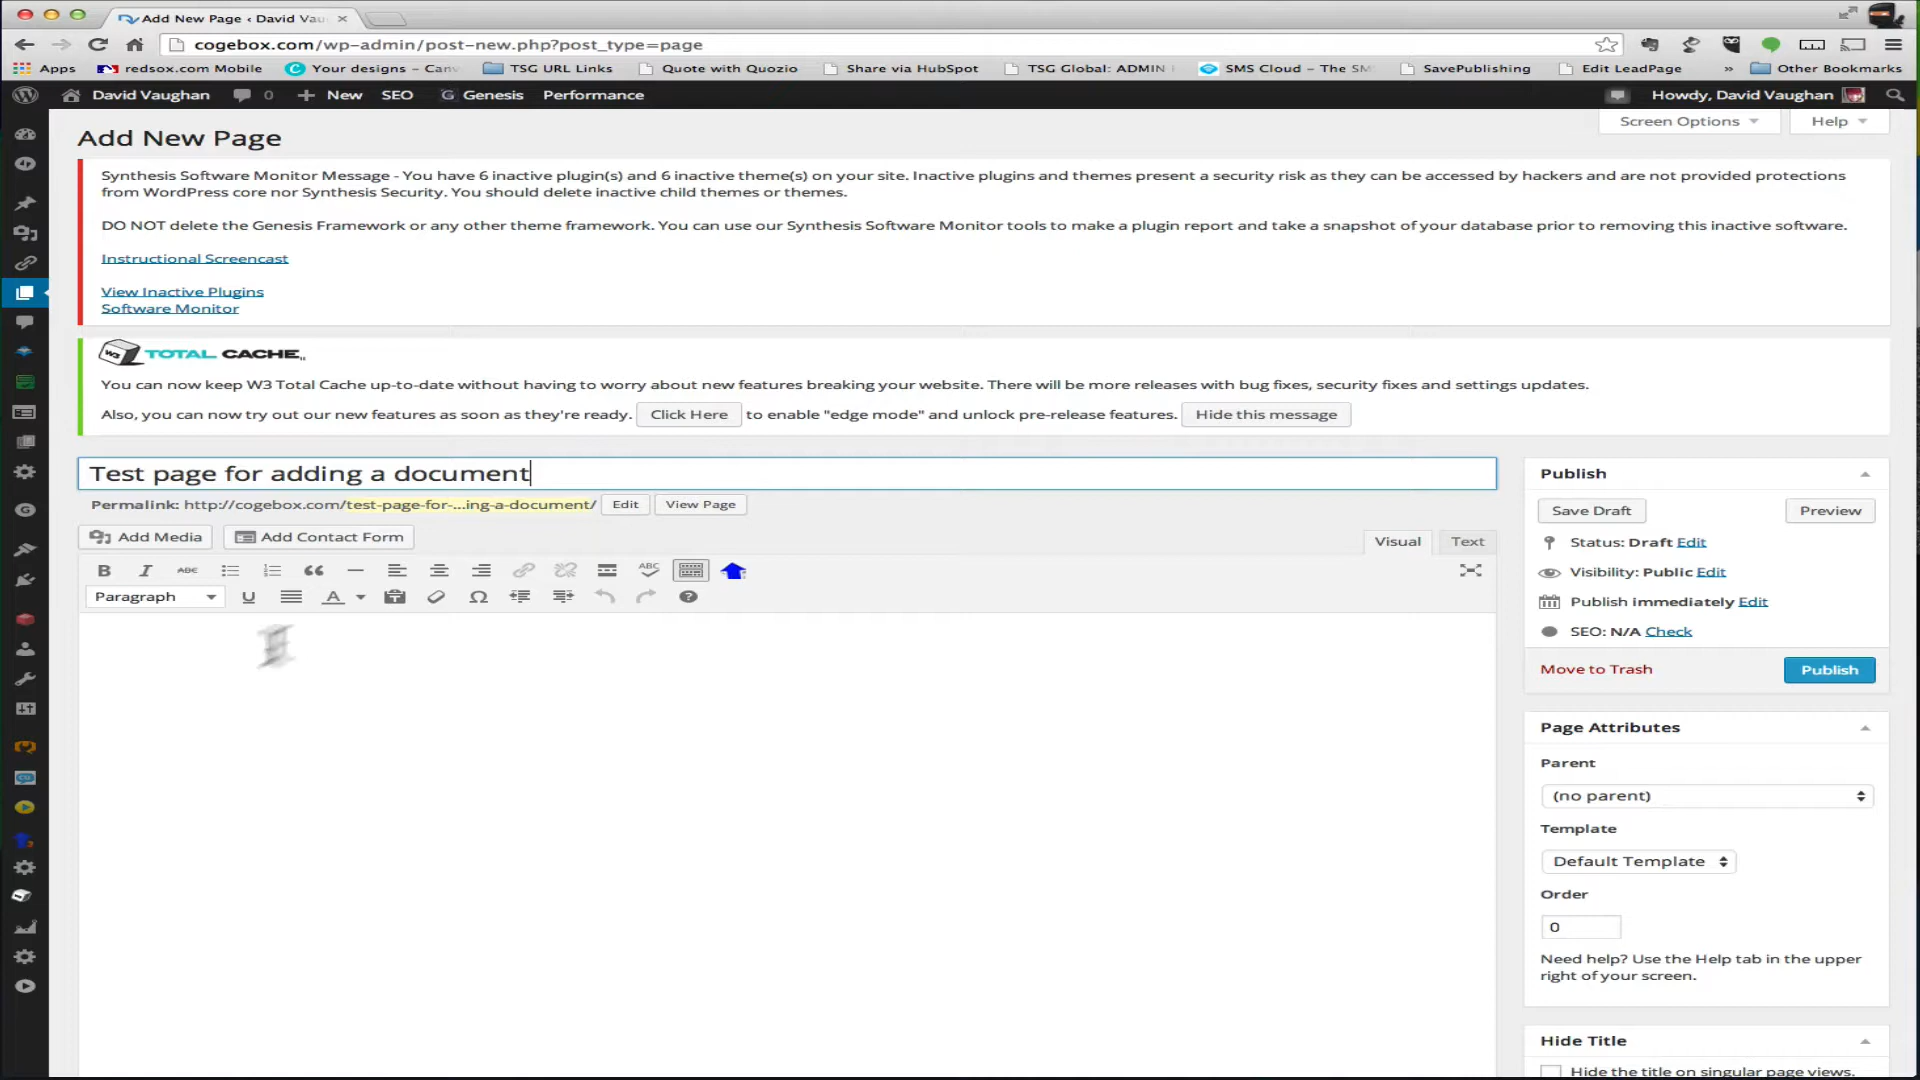 Add New Page ‹ David Vau
cogebox.com/wp-admin/post-new.php?post_type=page
Apps redsox.com Mobile Your designs – Can TSG URL Links Quote with Quozio Share via HubSpot TSG Global: ADMIN SMS Cloud – The SM SavePublishing Edit LeadPage » Other Bookmarks
David Vaughan 0 + New SEO Genesis Performance Howdy, David Vaughan
Screen Options Help
Add New Page
Synthesis Software Monitor Message - You have 6 inactive plugin(s) and 6 inactive theme(s) on your site. Inactive plugins and themes present a security risk as they can be accessed by hackers and are not provided protections
from WordPress core nor Synthesis Security. You should delete inactive child themes or themes.
DO NOT delete the Genesis Framework or any other theme framework. You can use our Synthesis Software Monitor tools to make a plugin report and take a snapshot of your database prior to removing this inactive software.
Instructional Screencast
View Inactive Plugins
Software Monitor
W3 TOTAL CACHE
You can now keep W3 Total Cache up-to-date without having to worry about new features breaking your website. There will be more releases with bug fixes, security fixes and settings updates.
Also, you can now try out our new features as soon as they're ready. Click Here to enable "edge mode" and unlock pre-release features. Hide this message
Test page for adding a document
Permalink: http://cogebox.com/test-page-for-...ing-a-document/ Edit View Page
Add Media Add Contact Form
Visual Text
B I ABC ABC
Paragraph U A Ω ?
Publish
Save Draft Preview
Status: Draft Edit
Visibility: Public Edit
Publish immediately Edit
SEO: N/A Check
Move to Trash Publish
Page Attributes
Parent
(no parent)
Template
Default Template
Order
0
Need help? Use the Help tab in the upper
right of your screen.
Hide Title
Hide the title on singular page views.